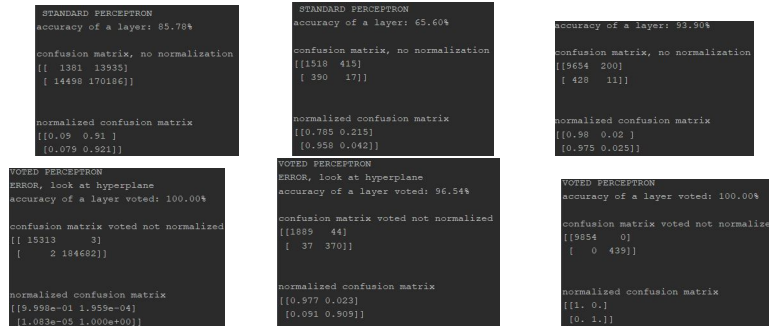 STANDARD PERCEPTRON
accuracy of a layer: 85.78%
confusion matrix, no normalization
[[ 1381 13935]
[ 14498 170186]]
normalized confusion matrix
[[0.09 0.91 ]
[0.079 0.921]]
STANDARD PERCEPTRON
accuracy of a layer: 65.60%
confusion matrix, no normalization
[[1518 415]
[ 390 17]]
normalized confusion matrix
[[0.785 0.215]
[0.958 0.042]]
accuracy of a layer: 93.90%
confusion matrix, no normalization
[[9654 200]
[ 428 11]]
normalized confusion matrix
[[0.98 0.02 ]
[0.975 0.025]]
VOTED PERCEPTRON
ERROR, look at hyperplane
accuracy of a layer voted: 100.00%
confusion matrix voted not normalized
[[ 15313 3]
[ 2 184682]]
normalized confusion matrix
[[9.998e-01 1.959e-04]
[1.083e-05 1.000e+00]]
VOTED PERCEPTRON
ERROR, look at hyperplane
accuracy of a layer voted: 96.54%
confusion matrix voted not normalized
[[1889 44]
[ 37 370]]
normalized confusion matrix
[[0.977 0.023]
[0.091 0.909]]
VOTED PERCEPTRON
accuracy of a layer voted: 100.00%
confusion matrix voted not normalize
[[9854 0]
[ 0 439]]
normalized confusion matrix
[[1. 0.]
[0. 1.]]